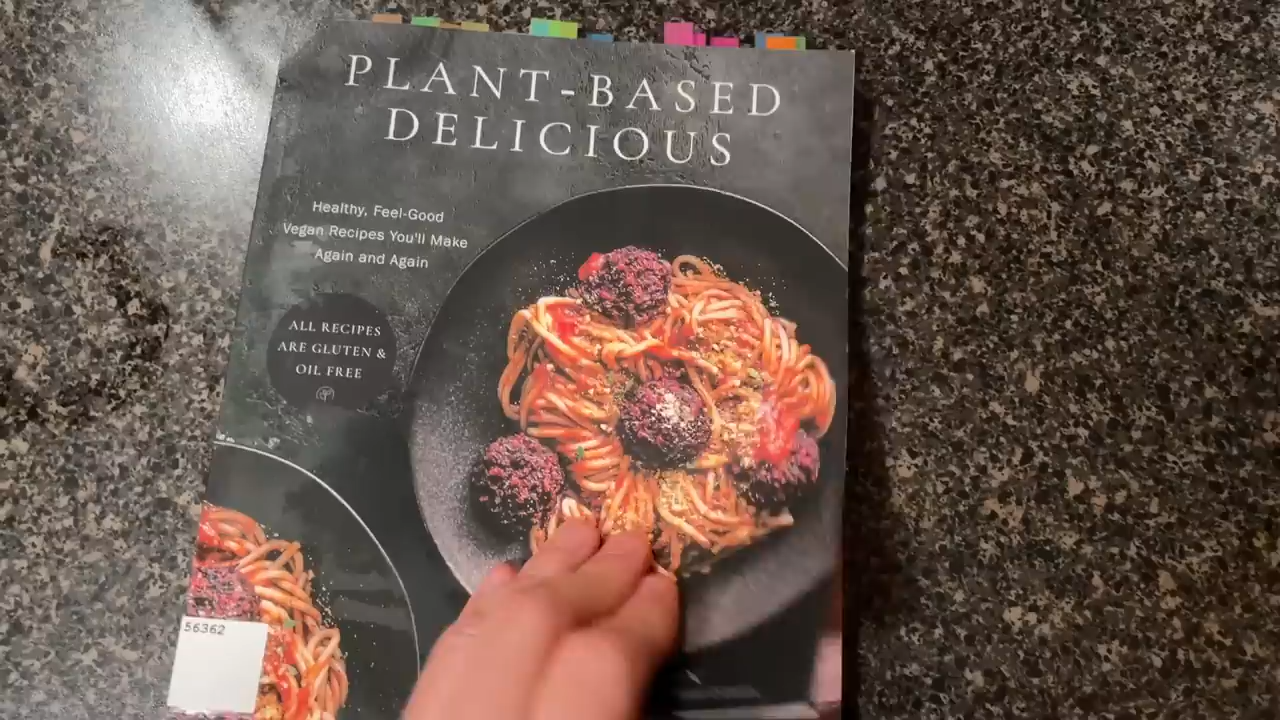 PLANT-BASED
DELICIOUS
Healthy, Feel-Good
Vegan Recipes You'll Make
Again and Again
ALL RECIPES
ARE GLUTEN &
OIL FREE
56362